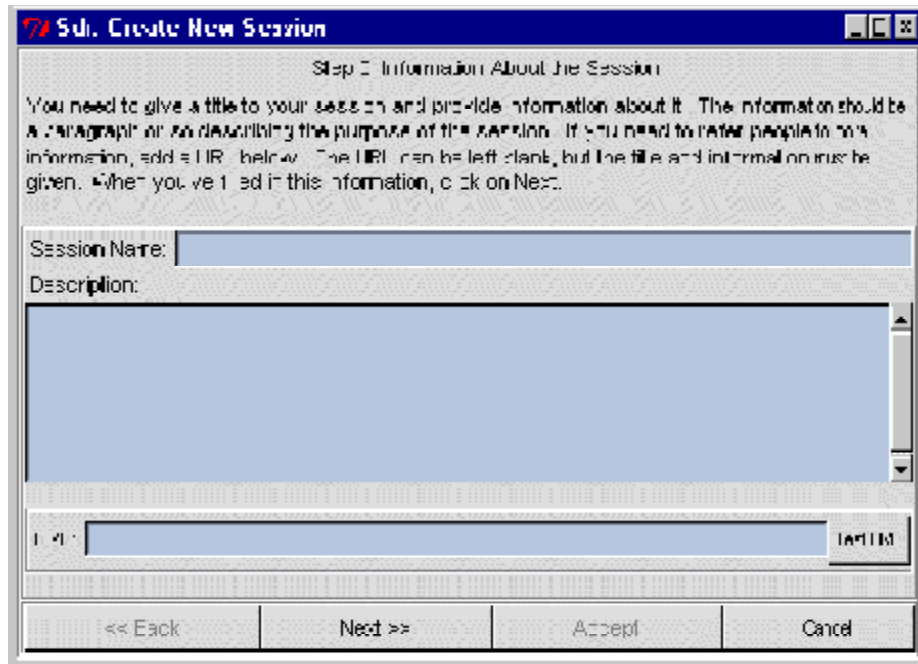 Sdr. Create New Session
Step Information About the Session
You need to give a title to your session and provide information about it. The information should be
a paragraph or so describing the purpose of the session. If you need to refer people to more
information, add a URL below. The URL can be left blank, but the title and information must be
given. When you've filled in this information, click on Next.
Session Name:
Description:
URL:
Test URL
<< Back
Next >>
Accept
Cancel